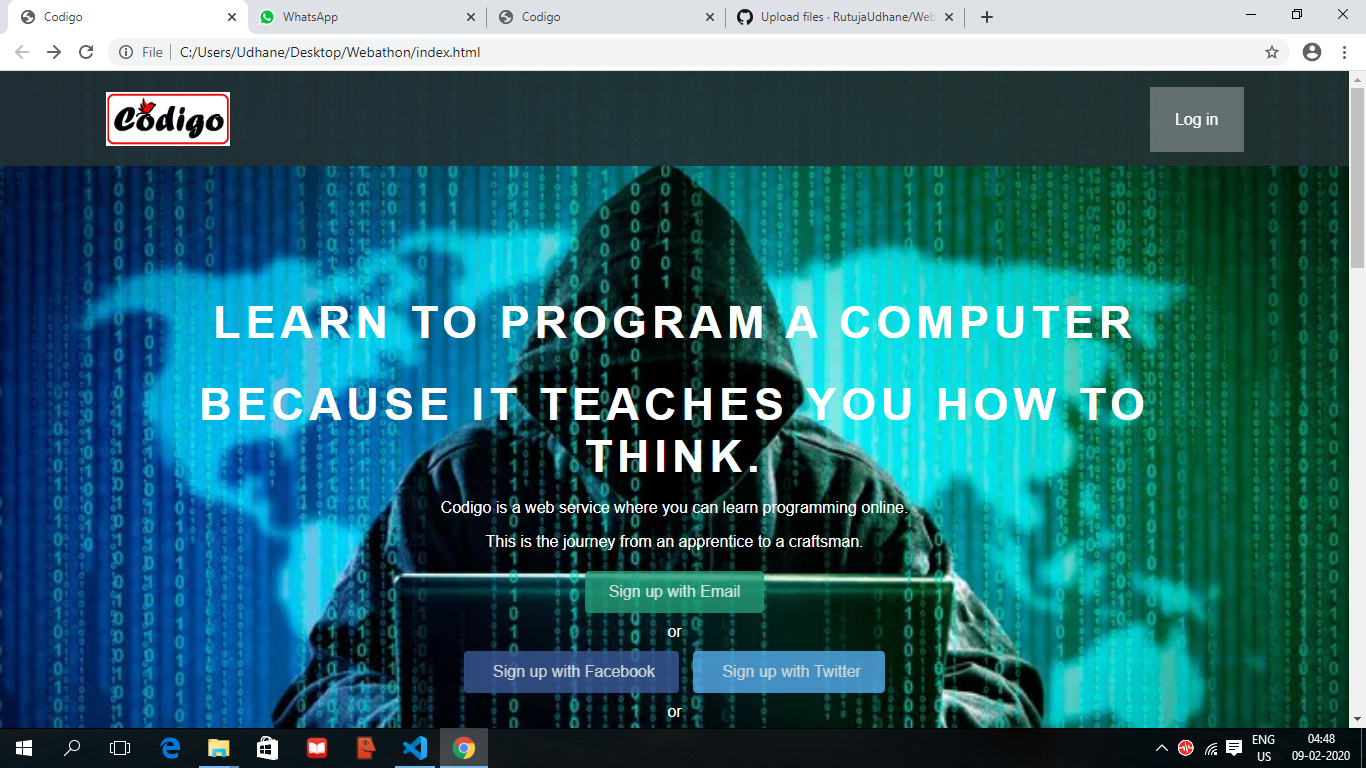 Codigo
WhatsApp
Codigo
Upload files · RutujaUdhane/Web
File | C:/Users/Udhane/Desktop/Webathon/index.html
Codigo
Log in
LEARN TO PROGRAM A COMPUTER
BECAUSE IT TEACHES YOU HOW TO
THINK.
Codigo is a web service where you can learn programming online.
This is the journey from an apprentice to a craftsman.
Sign up with Email
or
Sign up with Facebook
Sign up with Twitter
or
ENG
US
04:48
09-02-2020